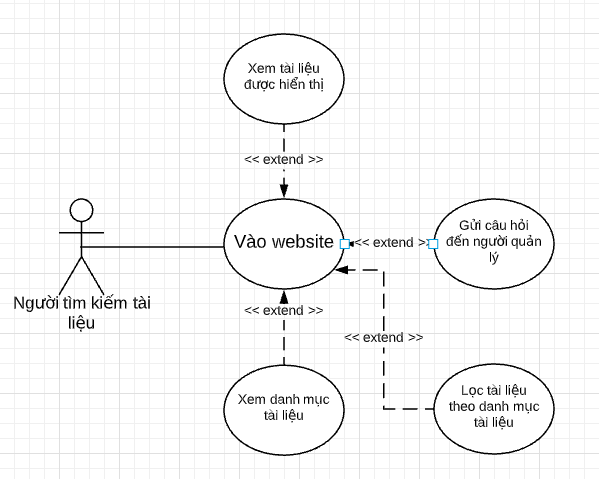 Xem tài liệu
được hiển thị
<< extend >>
Vào website
<< extend >
Gửi câu hỏi
đến người quản
lý
Người tìm kiếm tài
liệu
<< extend >>
<< extend >>
Xem danh mục
tài liệu
Lọc tài liệu
theo danh mục
tài liệu